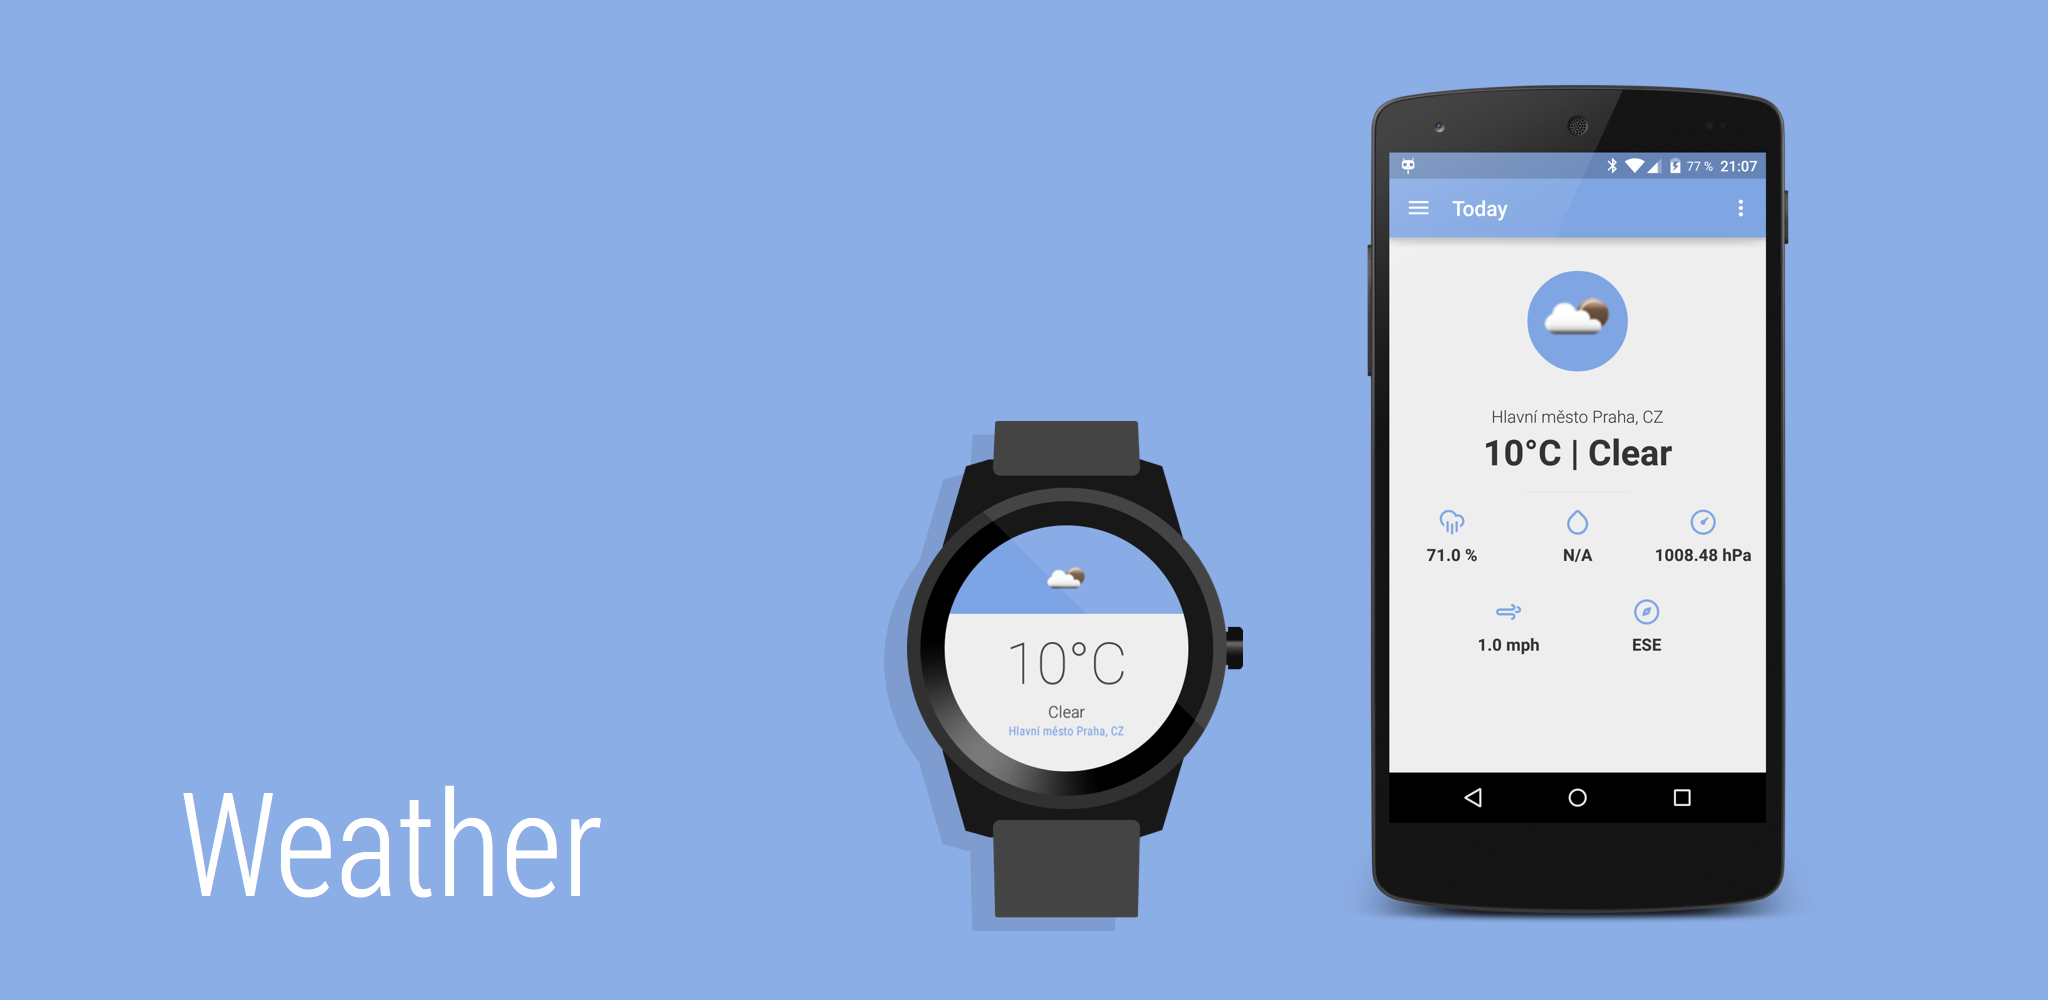 Weather
10°C
Clear
Hlavní město Praha, CZ
77 % 21:07
Today
Hlavní město Praha, CZ
10°C | Clear
71.0 % N/A 1008.48 hPa
1.0 mph ESE